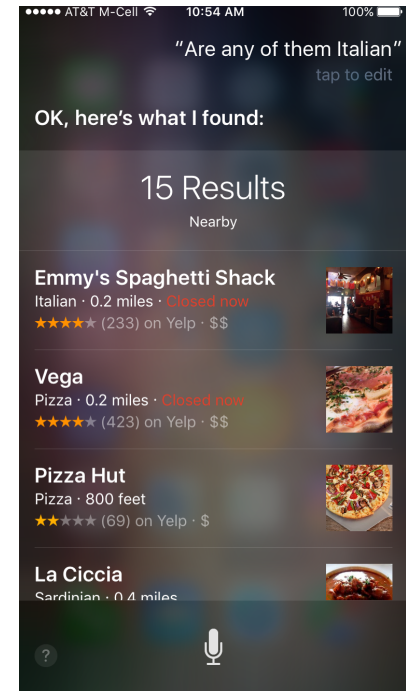 AT&T M-Cell 10:54 AM 100%
“Are any of them Italian”
tap to edit
OK, here’s what I found:
15 Results
Nearby
Emmy's Spaghetti Shack
Italian · 0.2 miles · Closed now
★★★★★ (233) on Yelp · $$
Vega
Pizza · 0.2 miles · Closed now
★★★★★ (423) on Yelp · $$
Pizza Hut
Pizza · 800 feet
★★★★★ (69) on Yelp · $
La Ciccia
Sardinian · 0.4 miles
?